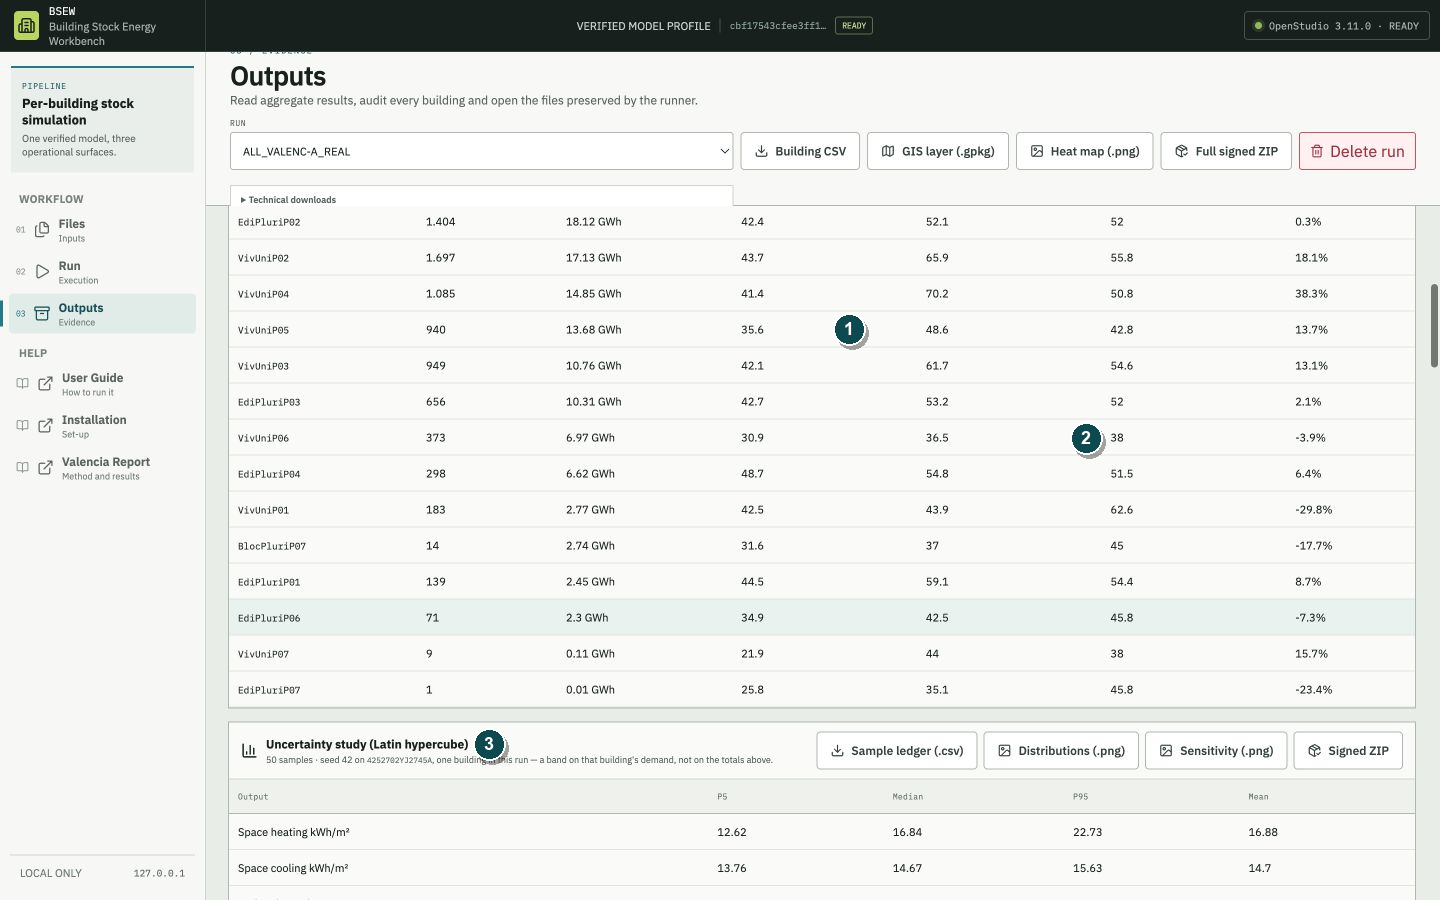 BSEW
Building Stock Energy
Workbench
VERIFIED MODEL PROFILE
cbf17543cfee3ff1…
READY
OpenStudio 3.11.0 · READY
PIPELINE
Per-building stock
simulation
One verified model, three
operational surfaces.
WORKFLOW
01 Files
Inputs
02 Run
Execution
03 Outputs
Evidence
HELP
User Guide
How to run it
Installation
Set-up
Valencia Report
Method and results
LOCAL ONLY 127.0.0.1
Outputs
Read aggregate results, audit every building and open the files preserved by the runner.
RUN
ALL_VALENC-A_REAL
Building CSV
GIS layer (.gpkg)
Heat map (.png)
Full signed ZIP
Delete run
Technical downloads
EdiPluriP02 1.404 18.12 GWh 42.4 52.1 52 0.3%
VivUniP02 1.697 17.13 GWh 43.7 65.9 55.8 18.1%
VivUniP04 1.085 14.85 GWh 41.4 70.2 50.8 38.3%
VivUniP05 940 13.68 GWh 35.6 1 48.6 42.8 13.7%
VivUniP03 949 10.76 GWh 42.1 61.7 54.6 13.1%
EdiPluriP03 656 10.31 GWh 42.7 53.2 52 2.1%
VivUniP06 373 6.97 GWh 30.9 36.5 2 38 -3.9%
EdiPluriP04 298 6.62 GWh 48.7 54.8 51.5 6.4%
VivUniP01 183 2.77 GWh 42.5 43.9 62.6 -29.8%
BlocPluriP07 14 2.74 GWh 31.6 37 45 -17.7%
EdiPluriP01 139 2.45 GWh 44.5 59.1 54.4 8.7%
EdiPluriP06 71 2.3 GWh 34.9 42.5 45.8 -7.3%
VivUniP07 9 0.11 GWh 21.9 44 38 15.7%
EdiPluriP07 1 0.01 GWh 25.8 35.1 45.8 -23.4%
Uncertainty study (Latin hypercube) 3
50 samples · seed 42 on 4252702YJ2745A, one building this run — a band on that building's demand, not on the totals above.
Sample ledger (.csv)
Distributions (.png)
Sensitivity (.png)
Signed ZIP
Output P5 Median P95 Mean
Space heating kWh/m² 12.62 16.84 22.73 16.88
Space cooling kWh/m² 13.76 14.67 15.63 14.7